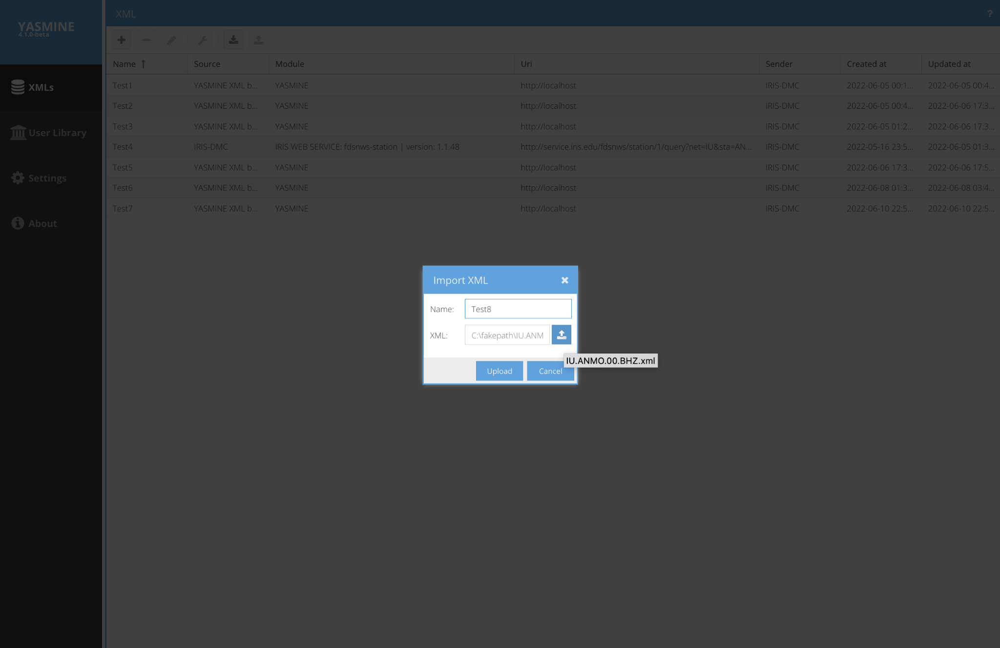 YASMINE
4.1.0-beta
XMLs
User Library
Settings
About
XML ?
Name Source Module Uri Sender Created at Updated at
Test1 YASMINE XML b... YASMINE http://localhost IRIS-DMC 2022-06-05 00:1... 2022-06-05 00:4...
Test2 YASMINE XML b... YASMINE http://localhost IRIS-DMC 2022-06-05 00:4... 2022-06-06 17:3...
Test3 YASMINE XML b... YASMINE http://localhost IRIS-DMC 2022-06-05 01:2... 2022-06-06 17:3...
Test4 IRIS-DMC IRIS WEB SERVICE: fdsnws-station | version: 1.1.48 http://service.iris.edu/fdsnws/station/1/query?net=IU&sta=AN... IRIS-DMC 2022-05-16 23:5... 2022-06-05 01:3...
Test5 YASMINE XML b... YASMINE http://localhost IRIS-DMC 2022-06-06 17:3... 2022-06-06 17:5...
Test6 YASMINE XML b... YASMINE http://localhost IRIS-DMC 2022-06-08 01:3... 2022-06-08 03:4...
Test7 YASMINE XML b... YASMINE http://localhost IRIS-DMC 2022-06-10 22:5... 2022-06-10 22:5...
Import XML
Name: Test8
XML: C:\fakepath\IU.ANM
IU.ANMO.00.BHZ.xml
Upload Cancel